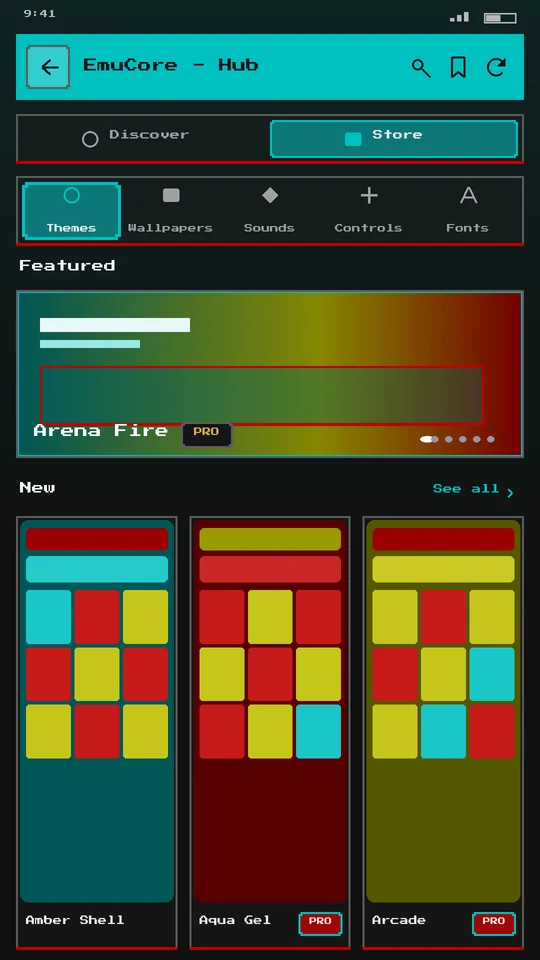 9:41
EmuCore - Hub
Discover
Store
Themes
Wallpapers
Sounds
Controls
Fonts
Featured
Arena Fire PRO
New
See all
Amber Shell
Aqua Gel PRO
Arcade PRO